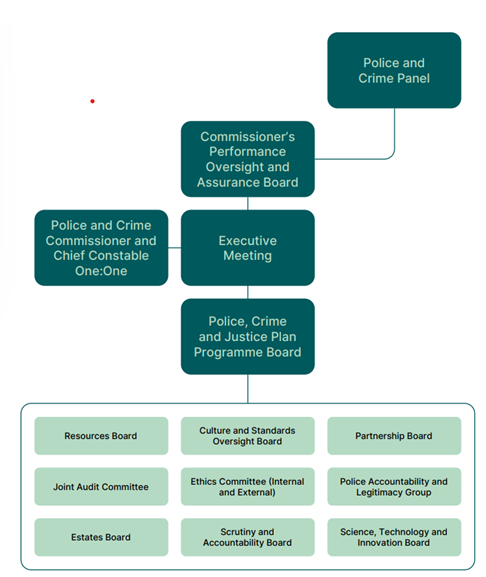 Police and
Crime Panel
Commissioner's
Performance
Oversight and
Assurance Board
Police and Crime
Commissioner and
Chief Constable
One:One
Executive
Meeting
Police, Crime
and Justice Plan
Programme Board
Resources Board
Culture and Standards
Oversight Board
Partnership Board
Joint Audit Committee
Ethics Committee (Internal
and External)
Police Accountability and
Legitimacy Group
Estates Board
Scrutiny and
Accountability Board
Science, Technology and
Innovation Board